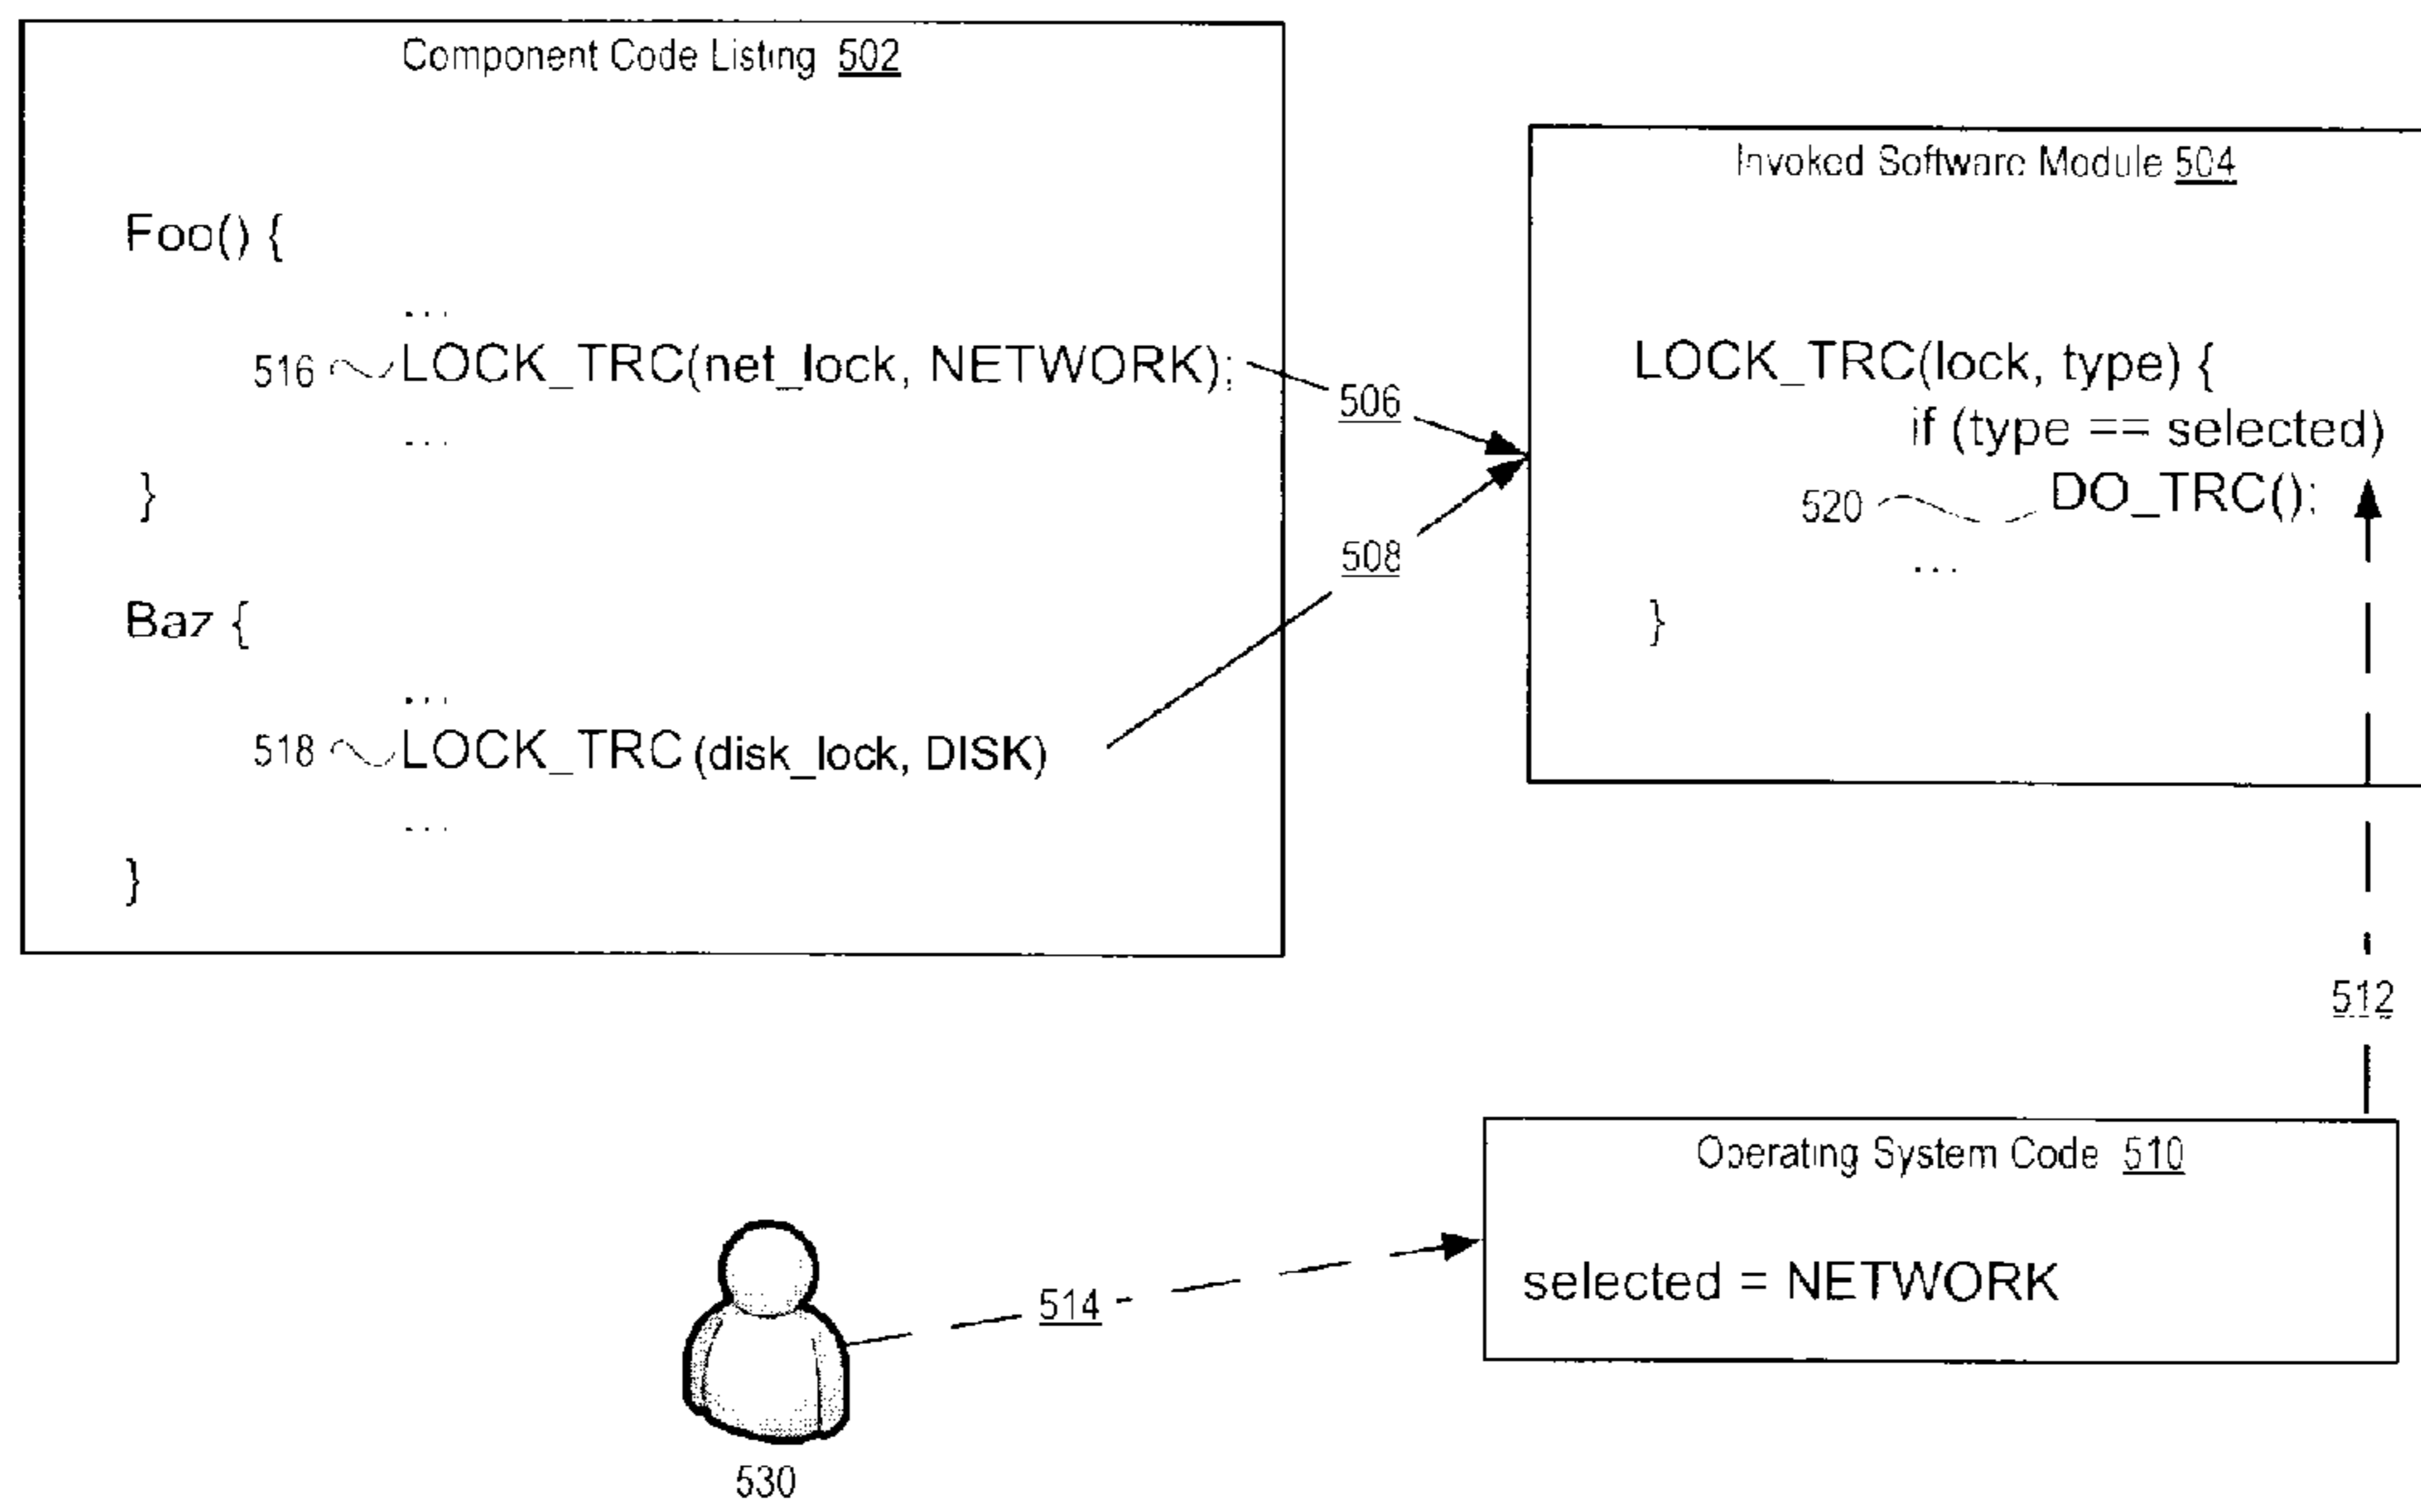 Component Code Listing 502
Foo() {
...
516 LOCK_TRC(net_lock, NETWORK);
...
}
Baz {
...
518 LOCK_TRC(disk_lock, DISK)
...
}
506
508
Invoked Software Module 504
LOCK_TRC(lock, type) {
if (type == selected)
520 DO_TRC();
...
}
512
Operating System Code 510
selected = NETWORK
514
530